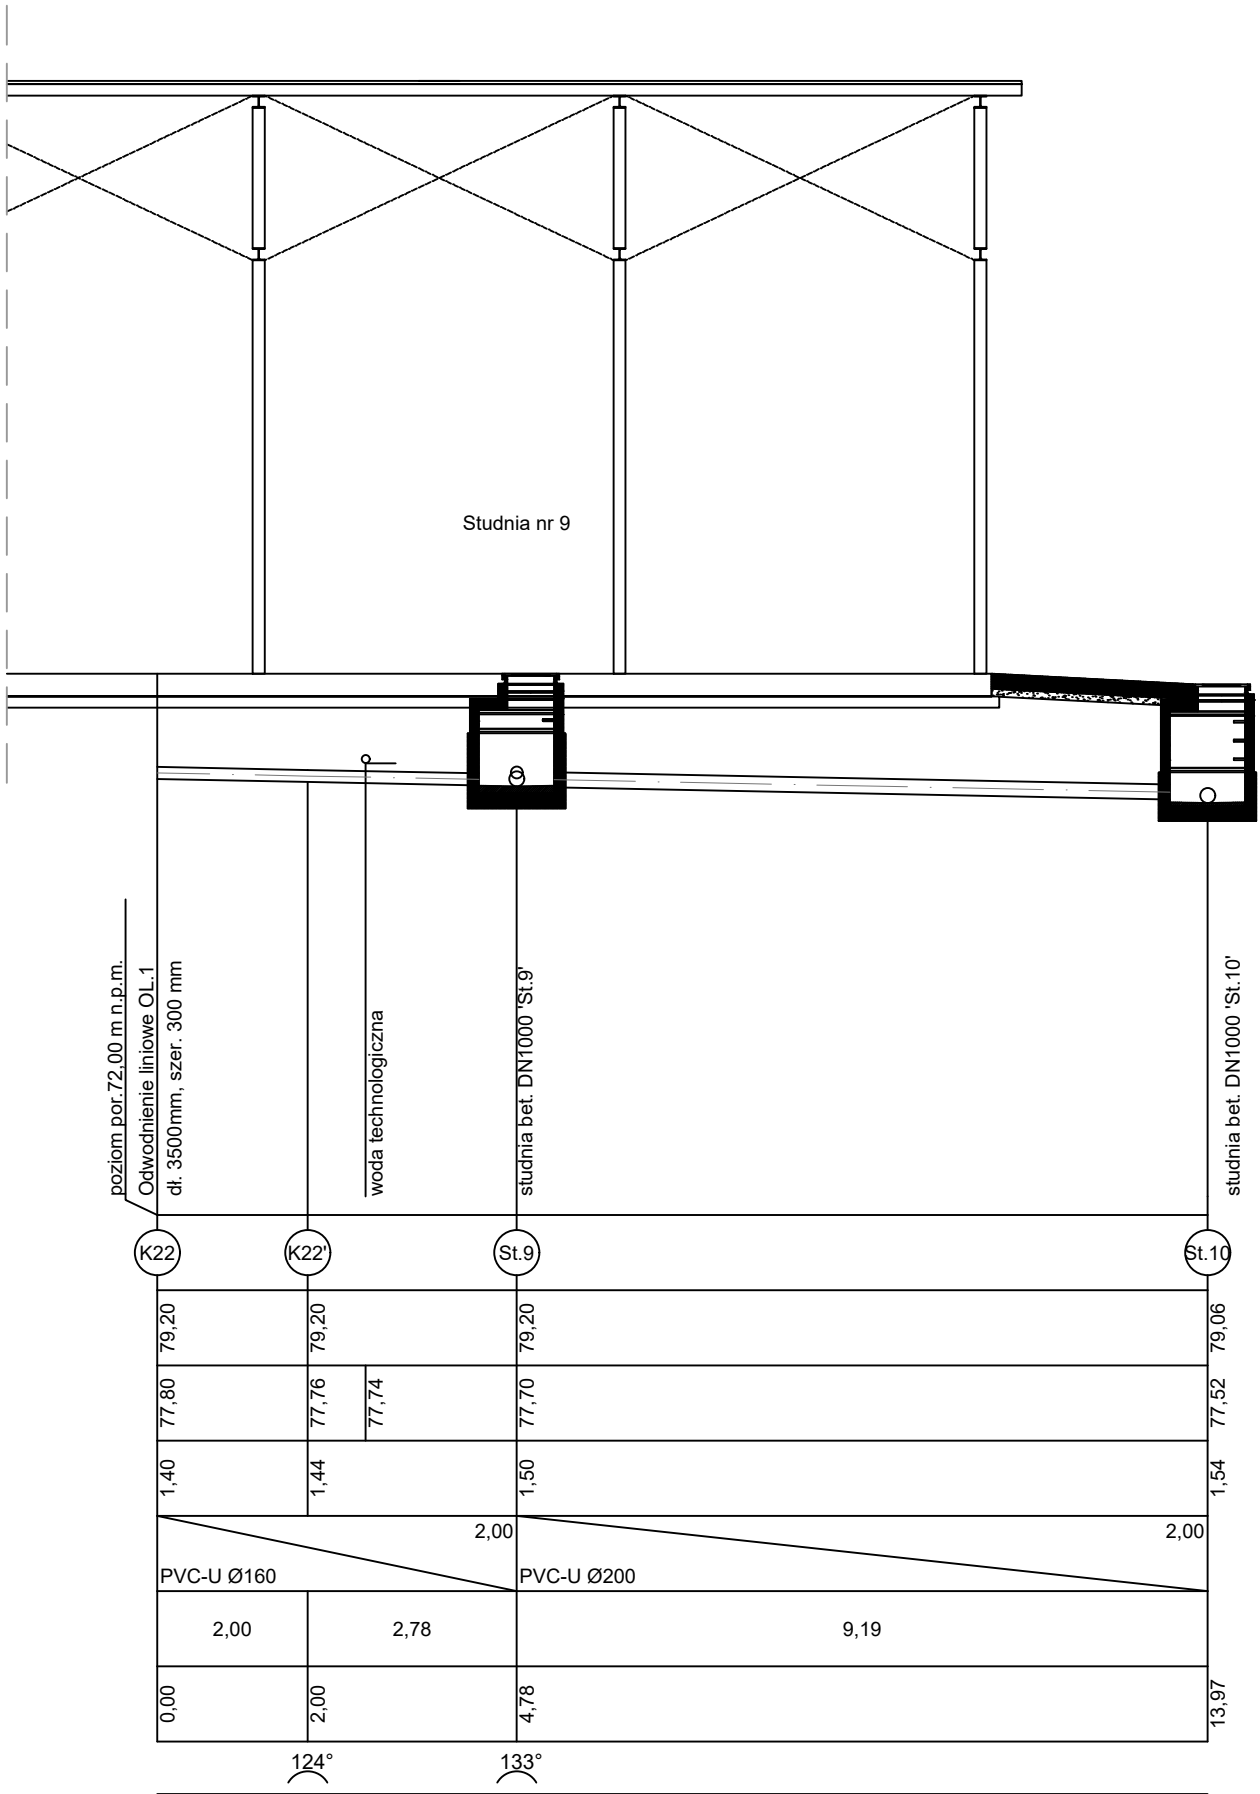 Studnia nr 9
poziom por.72,00 m n.p.m.
Odwodnienie liniowe OL.1
dł. 3500mm, szer. 300 mm
woda technologiczna
studnia bet. DN1000 'St.9'
studnia bet. DN1000 'St.10'
K22
K22'
St.9
St.10
79,20
79,20
79,20
79,06
77,80
77,76
77,74
77,70
77,52
1,40
1,44
1,50
1,54
2,00
2,00
PVC-U Ø160
PVC-U Ø200
2,00
2,78
9,19
0,00
2,00
4,78
13,97
124°
133°